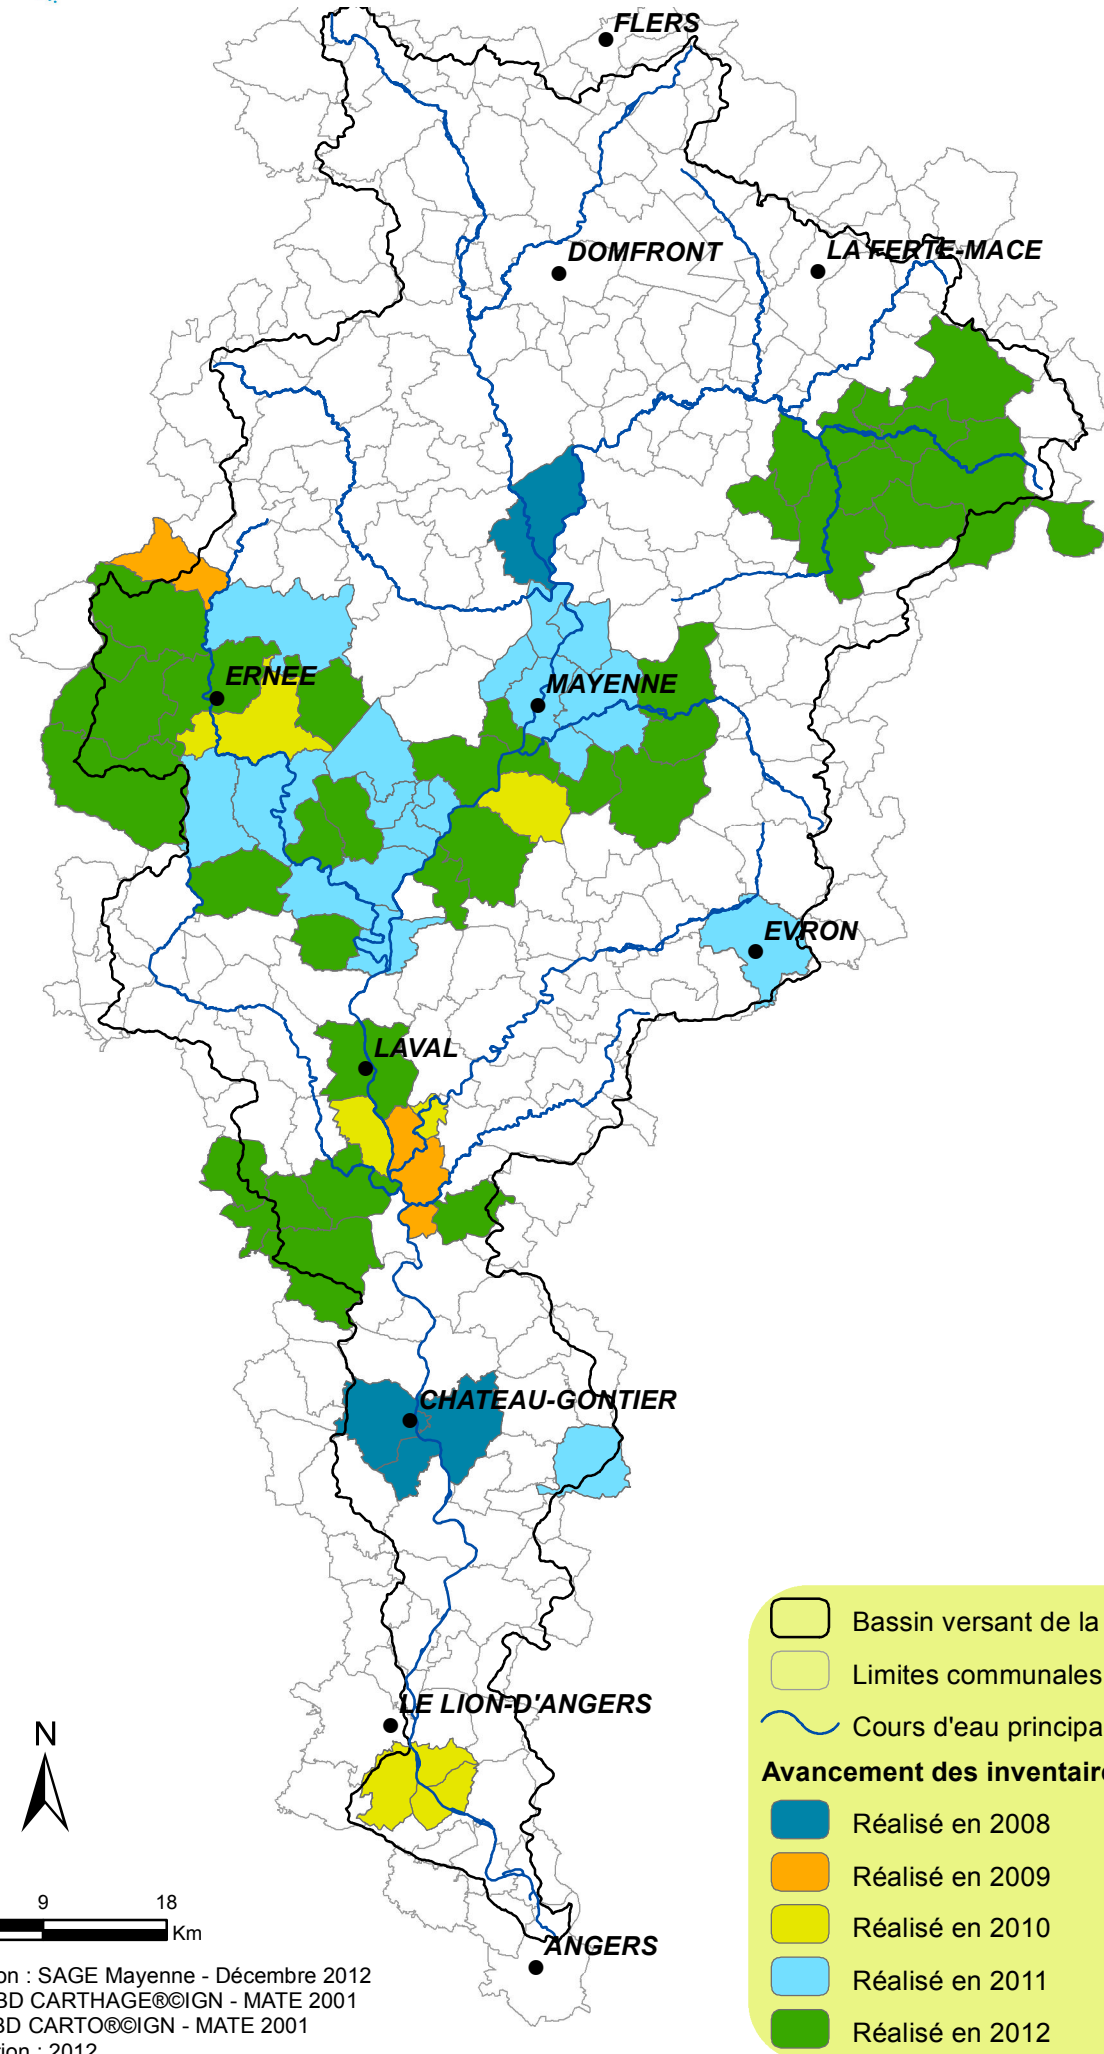 FLERS
DOMFRONT
LA FERTE-MACE
ERNEE
MAYENNE
EVRON
LAVAL
CHATEAU-GONTIER
LE LION-D'ANGERS
ANGERS
N
9 18
Km
on : SAGE Mayenne - Décembre 2012
BD CARTHAGE®©IGN - MATE 2001
BD CARTO®©IGN - MATE 2001
tion : 2012
Bassin versant de la
Limites communales
Cours d'eau principa
Avancement des inventaire
Réalisé en 2008
Réalisé en 2009
Réalisé en 2010
Réalisé en 2011
Réalisé en 2012